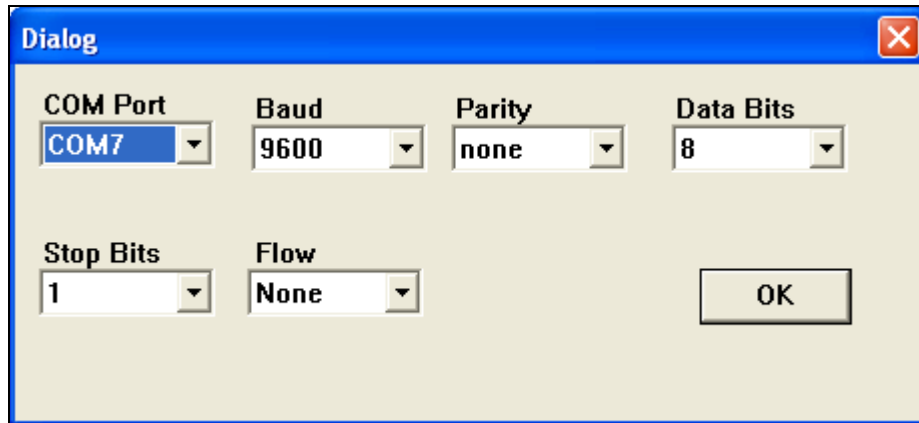 Dialog
COM Port Baud Parity Data Bits
COM7 9600 none 8
Stop Bits Flow
1 None OK